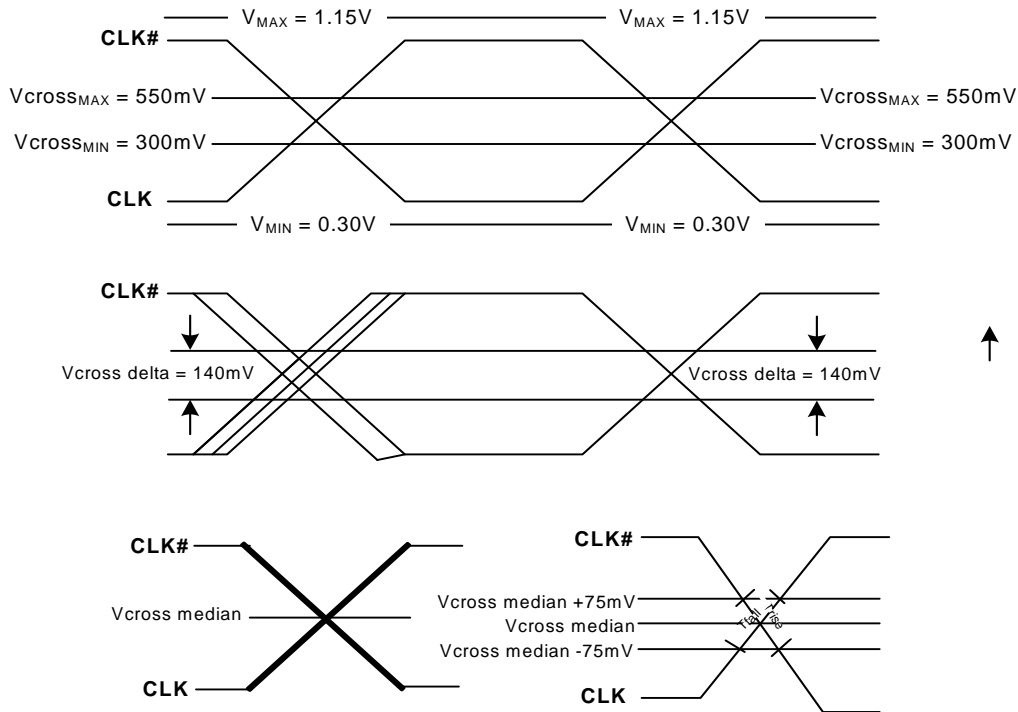 V_MAX = 1.15V V_MAX = 1.15V
CLK#
Vcross_MAX = 550mV Vcross_MAX = 550mV
Vcross_MIN = 300mV Vcross_MIN = 300mV
CLK
V_MIN = 0.30V V_MIN = 0.30V
CLK#
Vcross delta = 140mV Vcross delta = 140mV
CLK#
Vcross median
CLK
CLK#
Vcross median +75mV
Tfall Trise
Vcross median
Vcross median -75mV
CLK